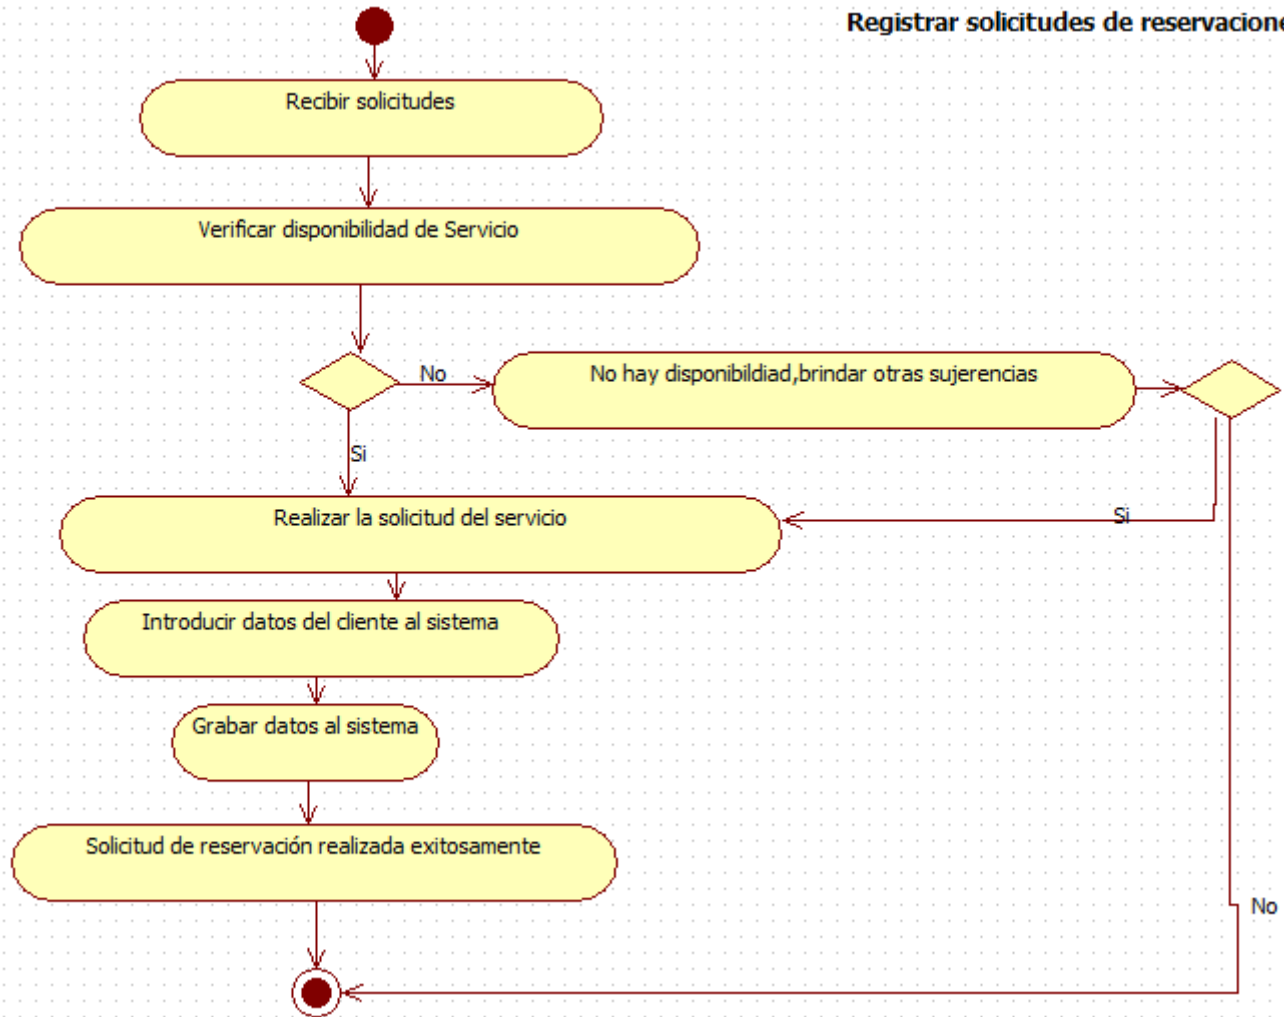 Registrar solicitudes de reservacione
Recibir solicitudes
Verificar disponibilidad de Servicio
No
No hay disponibildiad,brindar otras sujerencias
Si
Realizar la solicitud del servicio
Si
Introducir datos del cliente al sistema
Grabar datos al sistema
Solicitud de reservación realizada exitosamente
No